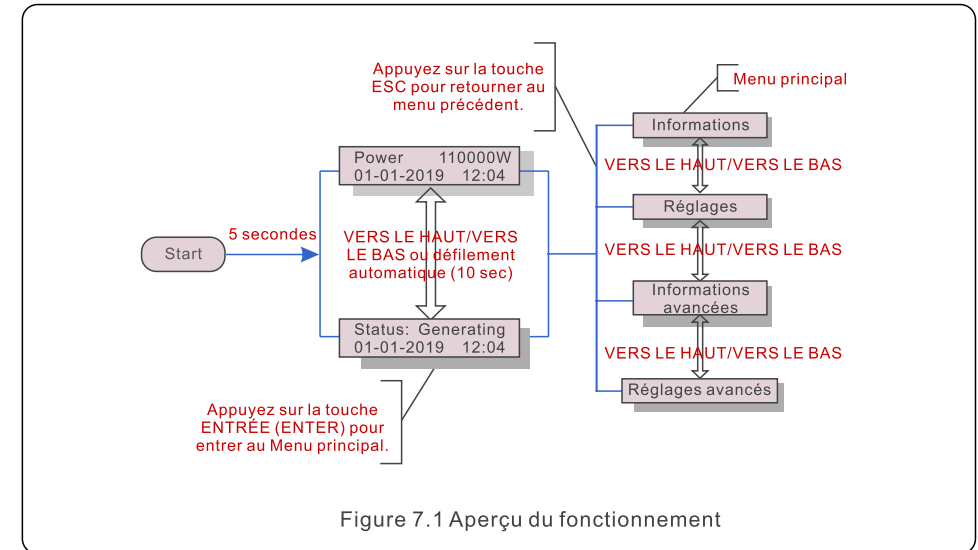 Appuyez sur la touche
ESC pour retourner au
menu précédent.
Menu principal
Informations
VERS LE HAUT/VERS LE BAS
Réglages
VERS LE HAUT/VERS LE BAS
Informations
avancées
VERS LE HAUT/VERS LE BAS
Réglages avancés
Power 110000W
01-01-2019 12:04
Start
5 secondes
VERS LE HAUT/VERS
LE BAS ou défilement
automatique (10 sec)
Status: Generating
01-01-2019 12:04
Appuyez sur la touche
ENTRÉE (ENTER) pour
entrer au Menu principal.
Figure 7.1 Aperçu du fonctionnement